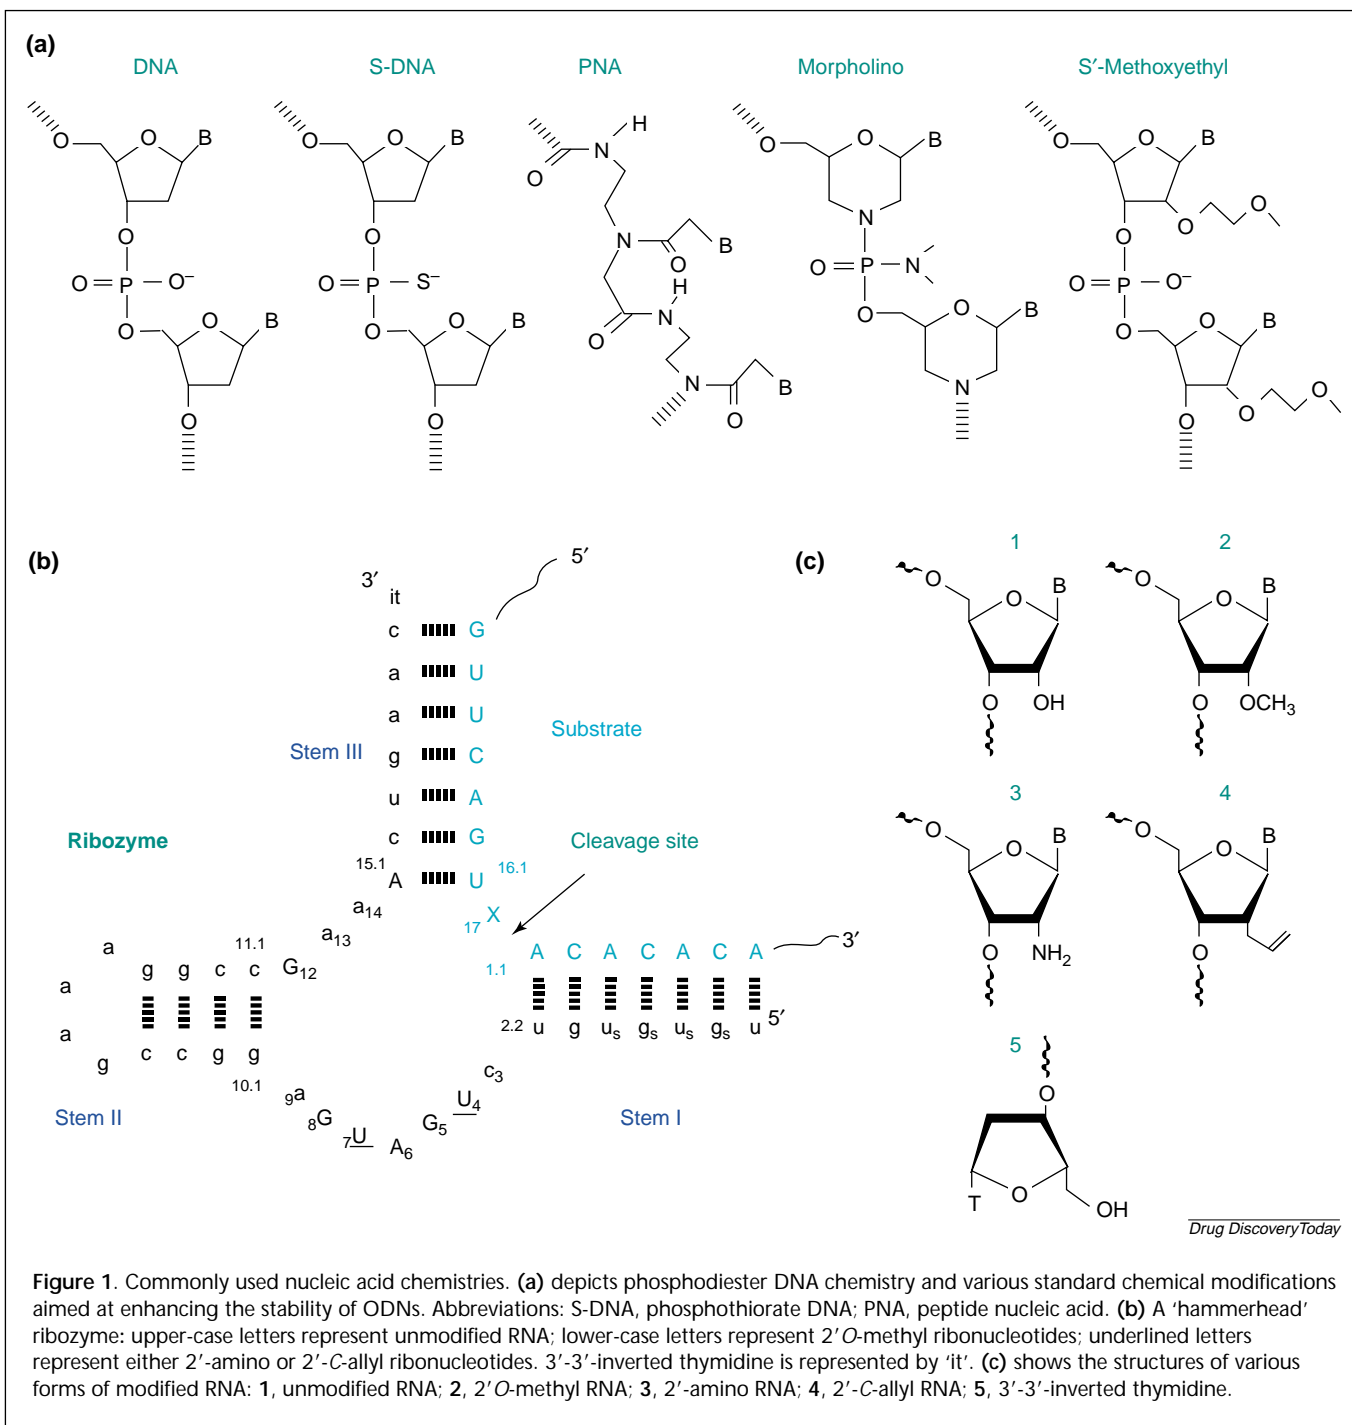 (a)
DNA S-DNA PNA Morpholino S′-Methoxyethyl
O O B
O
O=P–O⁻
O O B
O
O O B
O
O=P–S⁻
O O B
O
O N H
N O B
O N H
N O B
O O B
N
O=P–N
O O B
N
O O B
O O O
O
O=P–O⁻
O O B
O O O
(b)
5′
3′ it
c G
a U
a U
Stem III g C Substrate
u A
c G
Ribozyme Cleavage site
15.1 A U 16.1
a14 17 X
a a13
11.1
a g g c c G12 1.1 A C A C A C A 3′
a c c g g 2.2 u g us gs us gs u 5′
g 10.1
9a 8G 7U A6 G5 U4 c3
Stem II Stem I
(c)
1 2
O O B O O B
O OH O OCH3
3 4
O O B O O B
O NH2 O
5
O
T O OH
Drug Discovery Today
Figure 1. Commonly used nucleic acid chemistries. (a) depicts phosphodiester DNA chemistry and various standard chemical modifications
aimed at enhancing the stability of ODNs. Abbreviations: S-DNA, phosphothiorate DNA; PNA, peptide nucleic acid. (b) A ‘hammerhead’
ribozyme: upper-case letters represent unmodified RNA; lower-case letters represent 2′O-methyl ribonucleotides; underlined letters
represent either 2′-amino or 2′-C-allyl ribonucleotides. 3′-3′-inverted thymidine is represented by ‘it’. (c) shows the structures of various
forms of modified RNA: 1, unmodified RNA; 2, 2′O-methyl RNA; 3, 2′-amino RNA; 4, 2′-C-allyl RNA; 5, 3′-3′-inverted thymidine.